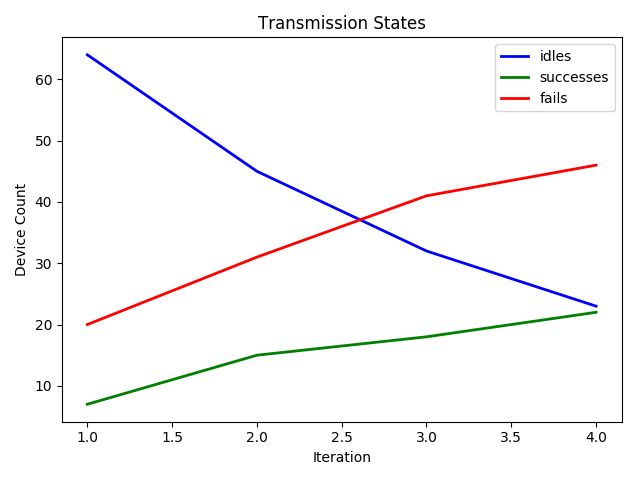 Transmission States
idles
successes
fails
Device Count
60
50
40
30
20
10
1.0 1.5 2.0 2.5 3.0 3.5 4.0
Iteration